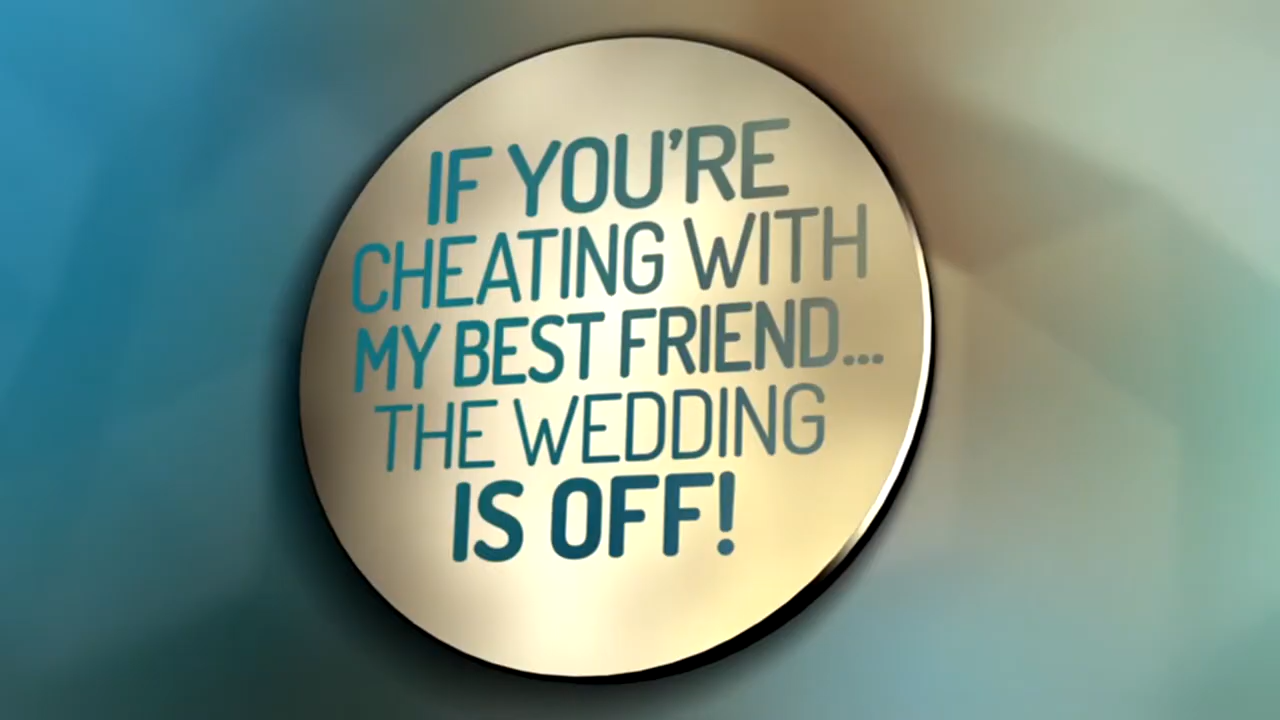 IF YOU'RE
CHEATING WITH
MY BEST FRIEND...
THE WEDDING
IS OFF!